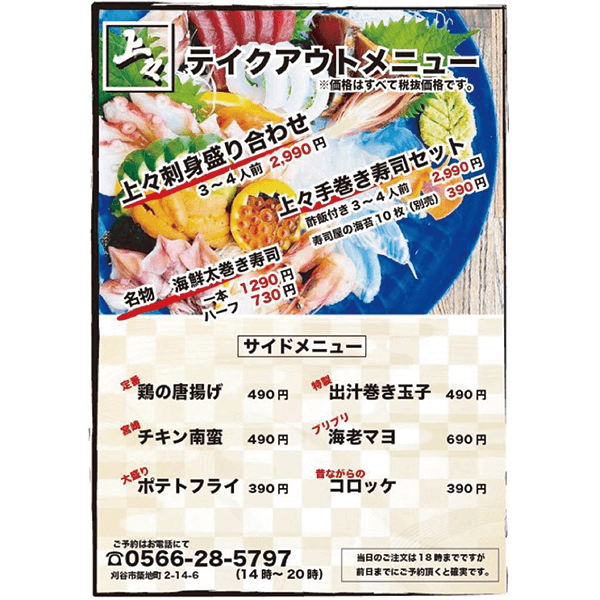 上々
テイクアウトメニュー
※価格はすべて税抜価格です。
上々刺身盛り合わせ
3〜4人前 2,990円
上々手巻き寿司セット
酢飯付き3〜4人前 2,990円
寿司屋の海苔10枚(別売) 390円
名物 海鮮太巻き寿司
一本 1290円
ハーフ 730円
サイドメニュー
定番
鶏の唐揚げ 490円
特製
出汁巻き玉子 490円
宮崎
チキン南蛮 490円
プリプリ
海老マヨ 690円
大盛り
ポテトフライ 390円
昔ながらの
コロッケ 390円
ご予約はお電話にて
☎0566-28-5797
刈谷市築地町2-14-6 (14時〜20時)
当日のご注文は18時までですが
前日までにご予約頂くと確実です。